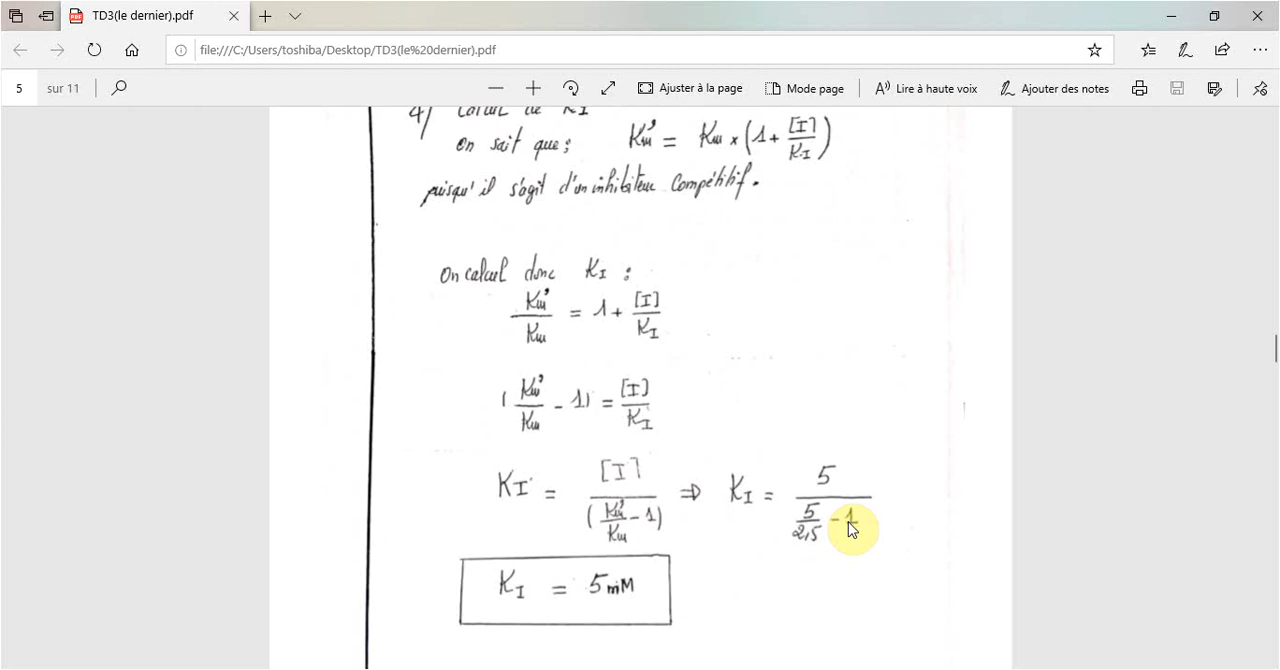 TD3(le dernier).pdf
file:///C:/Users/toshiba/Desktop/TD3(le%20dernier).pdf
5 sur 11 Ajuster à la page Mode page Lire à haute voix Ajouter des notes
4) Calcul de KI
On sait que; Km' = Km × (1 + [I]/KI)
puisqu'il s'agit d'un inhibiteur Compétitif.
On calcul donc KI :
Km'/Km = 1 + [I]/KI
(Km'/Km - 1) = [I]/KI
KI = [I]/(Km'/Km - 1) ⇒ KI = 5/(5/2,5 - 1
KI = 5mM